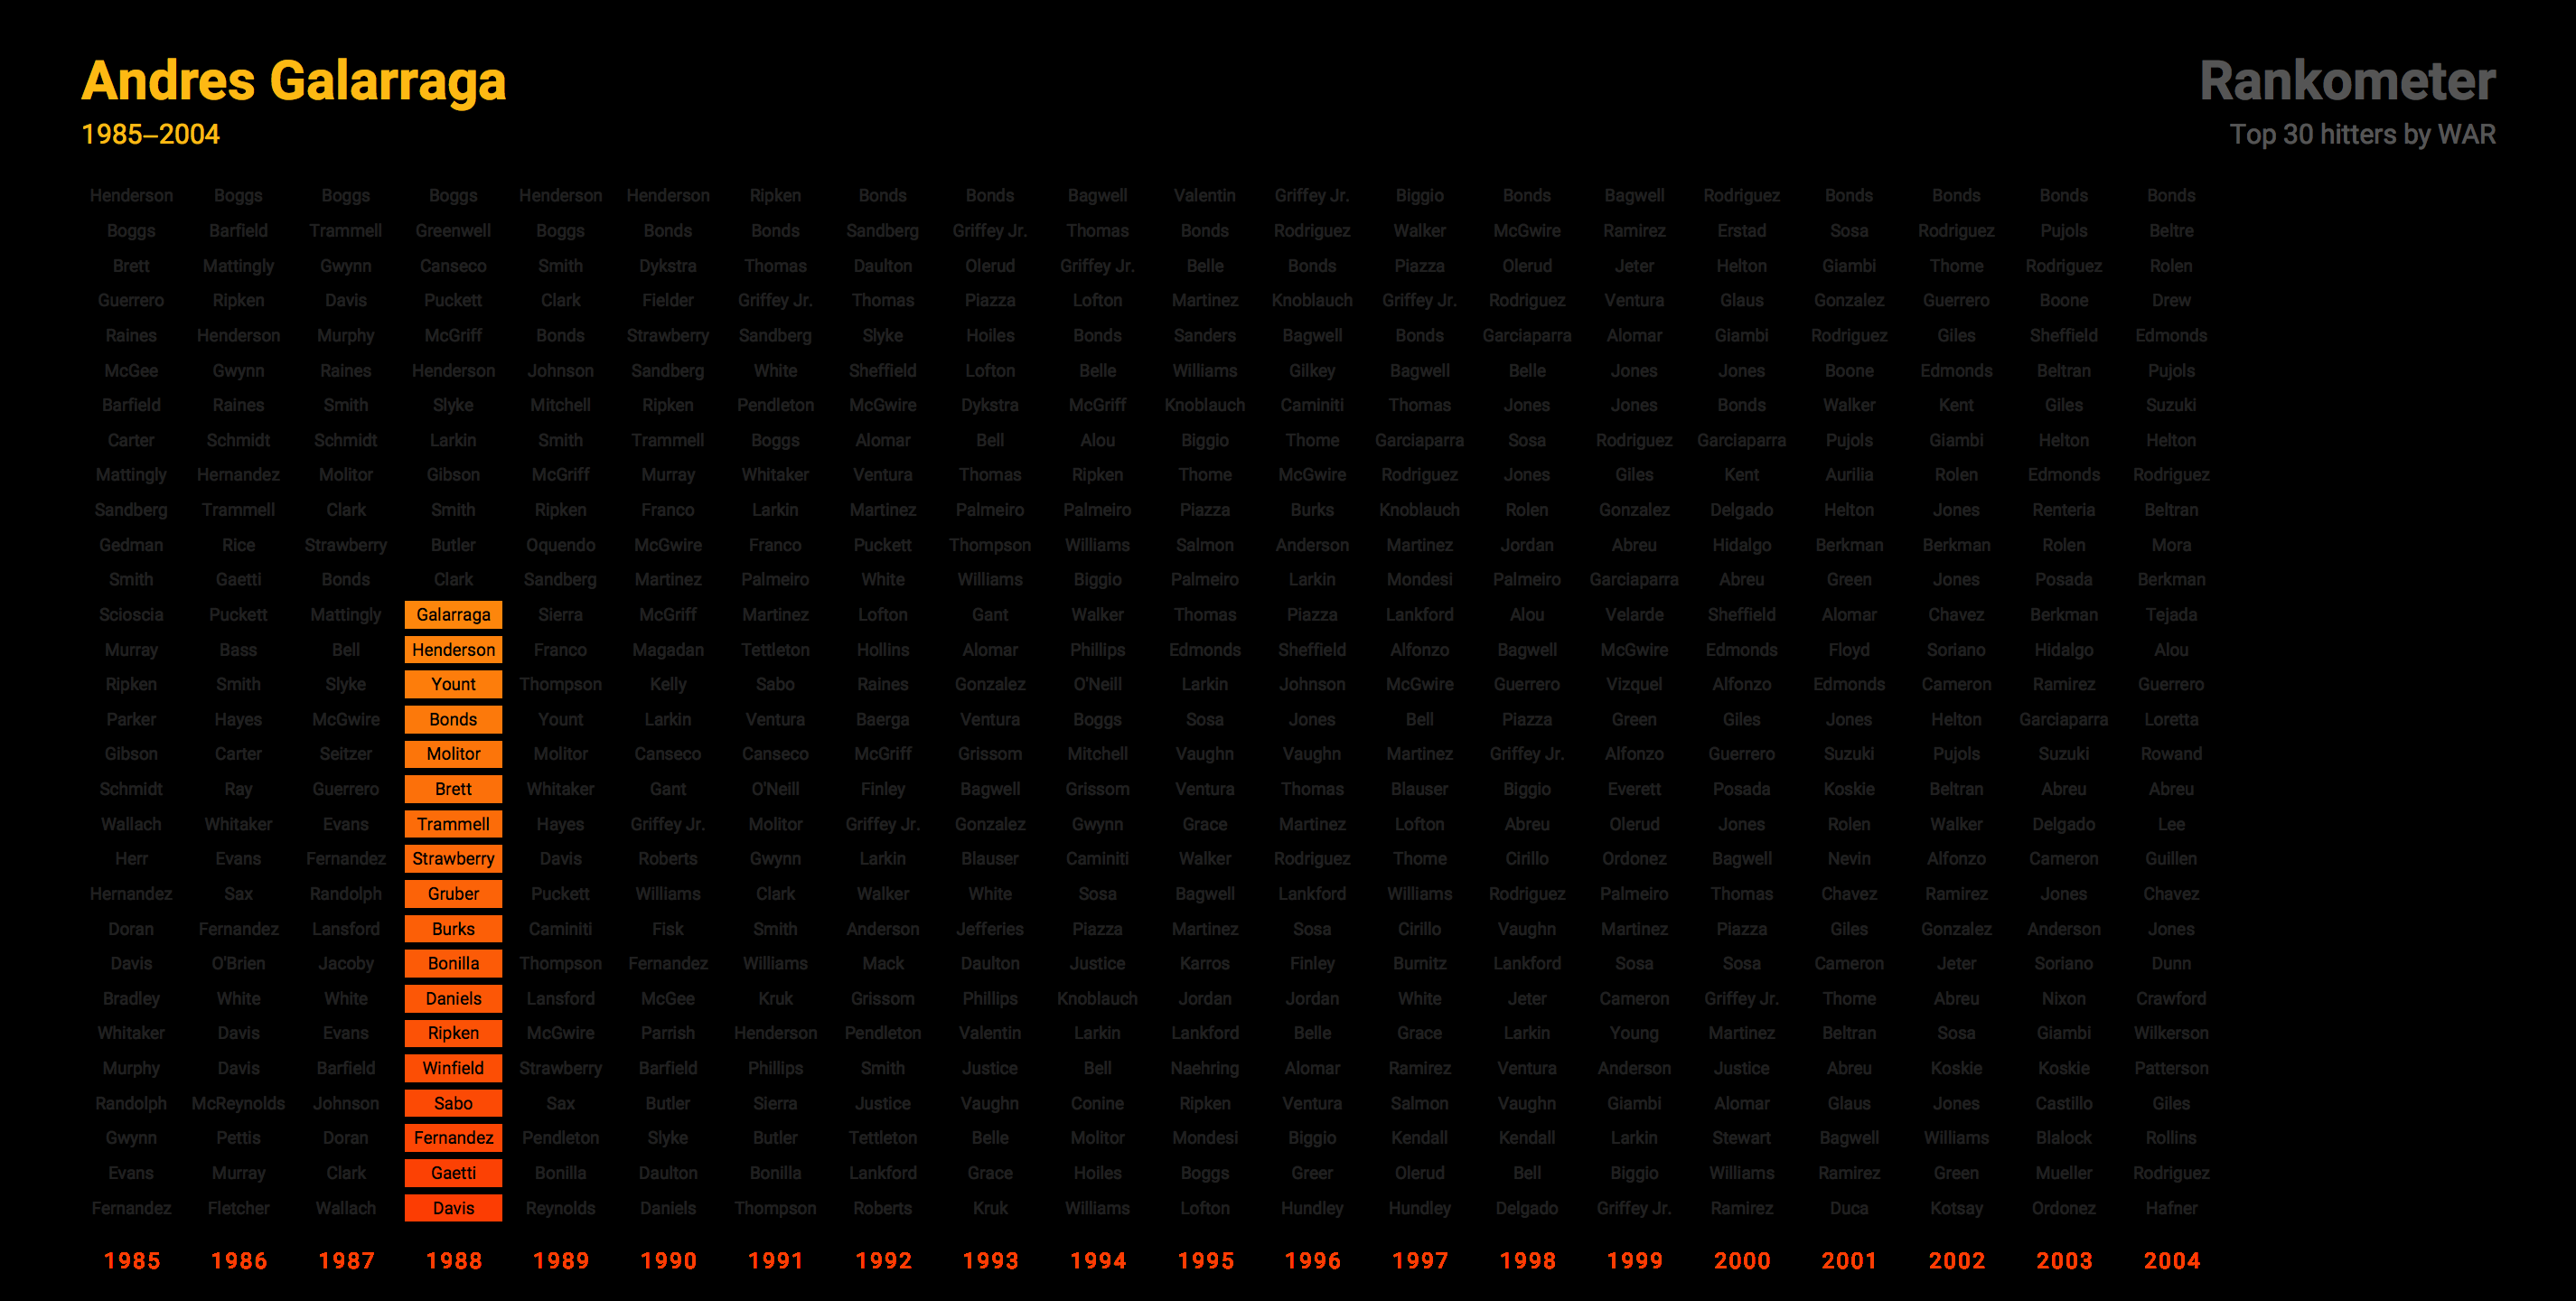 Andres Galarraga
1985–2004
Rankometer
Top 30 hitters by WAR
Henderson Boggs Boggs Boggs Henderson Henderson Ripken Bonds Bonds Bagwell Valentin Griffey Jr. Biggio Bonds Bagwell Rodriguez Bonds Bonds Bonds Bonds
Boggs Barfield Trammell Greenwell Boggs Bonds Bonds Sandberg Griffey Jr. Thomas Bonds Rodriguez Walker McGwire Ramirez Erstad Sosa Rodriguez Pujols Beltre
Brett Mattingly Gwynn Canseco Smith Dykstra Thomas Daulton Olerud Griffey Jr. Belle Bonds Piazza Olerud Jeter Helton Giambi Thome Rodriguez Rolen
Guerrero Ripken Davis Puckett Clark Fielder Griffey Jr. Thomas Piazza Lofton Martinez Knoblauch Griffey Jr. Rodriguez Ventura Glaus Gonzalez Guerrero Boone Drew
Raines Henderson Murphy McGriff Bonds Strawberry Sandberg Slyke Hoiles Bonds Sanders Bagwell Bonds Garciaparra Alomar Giambi Rodriguez Giles Sheffield Edmonds
McGee Gwynn Raines Henderson Johnson Sandberg White Sheffield Lofton Belle Williams Gilkey Bagwell Belle Jones Jones Boone Edmonds Beltran Pujols
Barfield Raines Smith Slyke Mitchell Ripken Pendleton McGwire Dykstra McGriff Knoblauch Caminiti Thomas Jones Jones Bonds Walker Kent Giles Suzuki
Carter Schmidt Schmidt Larkin Smith Trammell Boggs Alomar Bell Alou Biggio Thome Garciaparra Sosa Rodriguez Garciaparra Pujols Giambi Helton Helton
Mattingly Hernandez Molitor Gibson McGriff Murray Whitaker Ventura Thomas Ripken Thome McGwire Rodriguez Jones Giles Kent Aurilia Rolen Edmonds Rodriguez
Sandberg Trammell Clark Smith Ripken Franco Larkin Martinez Palmeiro Palmeiro Piazza Burks Knoblauch Rolen Gonzalez Delgado Helton Jones Renteria Beltran
Gedman Rice Strawberry Butler Oquendo McGwire Franco Puckett Thompson Williams Salmon Anderson Martinez Jordan Abreu Hidalgo Berkman Berkman Rolen Mora
Smith Gaetti Bonds Clark Sandberg Martinez Palmeiro White Williams Biggio Palmeiro Larkin Mondesi Palmeiro Garciaparra Abreu Green Jones Posada Berkman
Scioscia Puckett Mattingly Galarraga Sierra McGriff Martinez Lofton Gant Walker Thomas Piazza Lankford Alou Velarde Sheffield Alomar Chavez Berkman Tejada
Murray Bass Bell Henderson Franco Magadan Tettleton Hollins Alomar Phillips Edmonds Sheffield Alfonzo Bagwell McGwire Edmonds Floyd Soriano Hidalgo Alou
Ripken Smith Slyke Yount Thompson Kelly Sabo Raines Gonzalez O'Neill Larkin Johnson McGwire Guerrero Vizquel Alfonzo Edmonds Cameron Ramirez Guerrero
Parker Hayes McGwire Bonds Yount Larkin Ventura Baerga Ventura Boggs Sosa Jones Bell Piazza Green Giles Jones Helton Garciaparra Loretta
Gibson Carter Seitzer Molitor Molitor Canseco Canseco McGriff Grissom Mitchell Vaughn Vaughn Martinez Griffey Jr. Alfonzo Guerrero Suzuki Pujols Suzuki Rowand
Schmidt Ray Guerrero Brett Whitaker Gant O'Neill Finley Bagwell Grissom Ventura Thomas Blauser Biggio Everett Posada Koskie Beltran Abreu Abreu
Wallach Whitaker Evans Trammell Hayes Griffey Jr. Molitor Griffey Jr. Gonzalez Gwynn Grace Martinez Lofton Abreu Olerud Jones Rolen Walker Delgado Lee
Herr Evans Fernandez Strawberry Davis Roberts Gwynn Larkin Blauser Caminiti Walker Rodriguez Thome Cirillo Ordonez Bagwell Nevin Alfonzo Cameron Guillen
Hernandez Sax Randolph Gruber Puckett Williams Clark Walker White Sosa Bagwell Lankford Williams Rodriguez Palmeiro Thomas Chavez Ramirez Jones Chavez
Doran Fernandez Lansford Burks Caminiti Fisk Smith Anderson Jefferies Piazza Martinez Sosa Cirillo Vaughn Martinez Piazza Giles Gonzalez Anderson Jones
Davis O'Brien Jacoby Bonilla Thompson Fernandez Williams Mack Daulton Justice Karros Finley Burnitz Lankford Sosa Sosa Cameron Jeter Soriano Dunn
Bradley White White Daniels Lansford McGee Kruk Grissom Phillips Knoblauch Jordan Jordan White Jeter Cameron Griffey Jr. Thome Abreu Nixon Crawford
Whitaker Davis Evans Ripken McGwire Parrish Henderson Pendleton Valentin Larkin Lankford Belle Grace Larkin Young Martinez Beltran Sosa Giambi Wilkerson
Murphy Davis Barfield Winfield Strawberry Barfield Phillips Smith Justice Bell Naehring Alomar Ramirez Ventura Anderson Justice Abreu Koskie Koskie Patterson
Randolph McReynolds Johnson Sabo Sax Butler Sierra Justice Vaughn Conine Ripken Ventura Salmon Vaughn Giambi Alomar Glaus Jones Castillo Giles
Gwynn Pettis Doran Fernandez Pendleton Slyke Butler Tettleton Belle Molitor Mondesi Biggio Kendall Kendall Larkin Stewart Bagwell Williams Blalock Rollins
Evans Murray Clark Gaetti Bonilla Daulton Bonilla Lankford Grace Hoiles Boggs Greer Olerud Bell Biggio Williams Ramirez Green Mueller Rodriguez
Fernandez Fletcher Wallach Davis Reynolds Daniels Thompson Roberts Kruk Williams Lofton Hundley Hundley Delgado Griffey Jr. Ramirez Duca Kotsay Ordonez Hafner
1985 1986 1987 1988 1989 1990 1991 1992 1993 1994 1995 1996 1997 1998 1999 2000 2001 2002 2003 2004